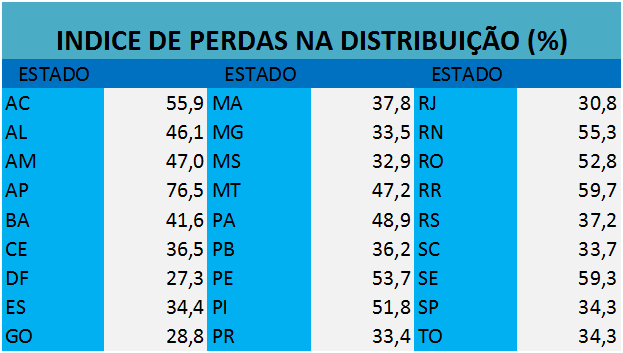 INDICE DE PERDAS NA DISTRIBUIÇÃO (%)
ESTADO ESTADO ESTADO
AC 55,9 MA 37,8 RJ 30,8
AL 46,1 MG 33,5 RN 55,3
AM 47,0 MS 32,9 RO 52,8
AP 76,5 MT 47,2 RR 59,7
BA 41,6 PA 48,9 RS 37,2
CE 36,5 PB 36,2 SC 33,7
DF 27,3 PE 53,7 SE 59,3
ES 34,4 PI 51,8 SP 34,3
GO 28,8 PR 33,4 TO 34,3